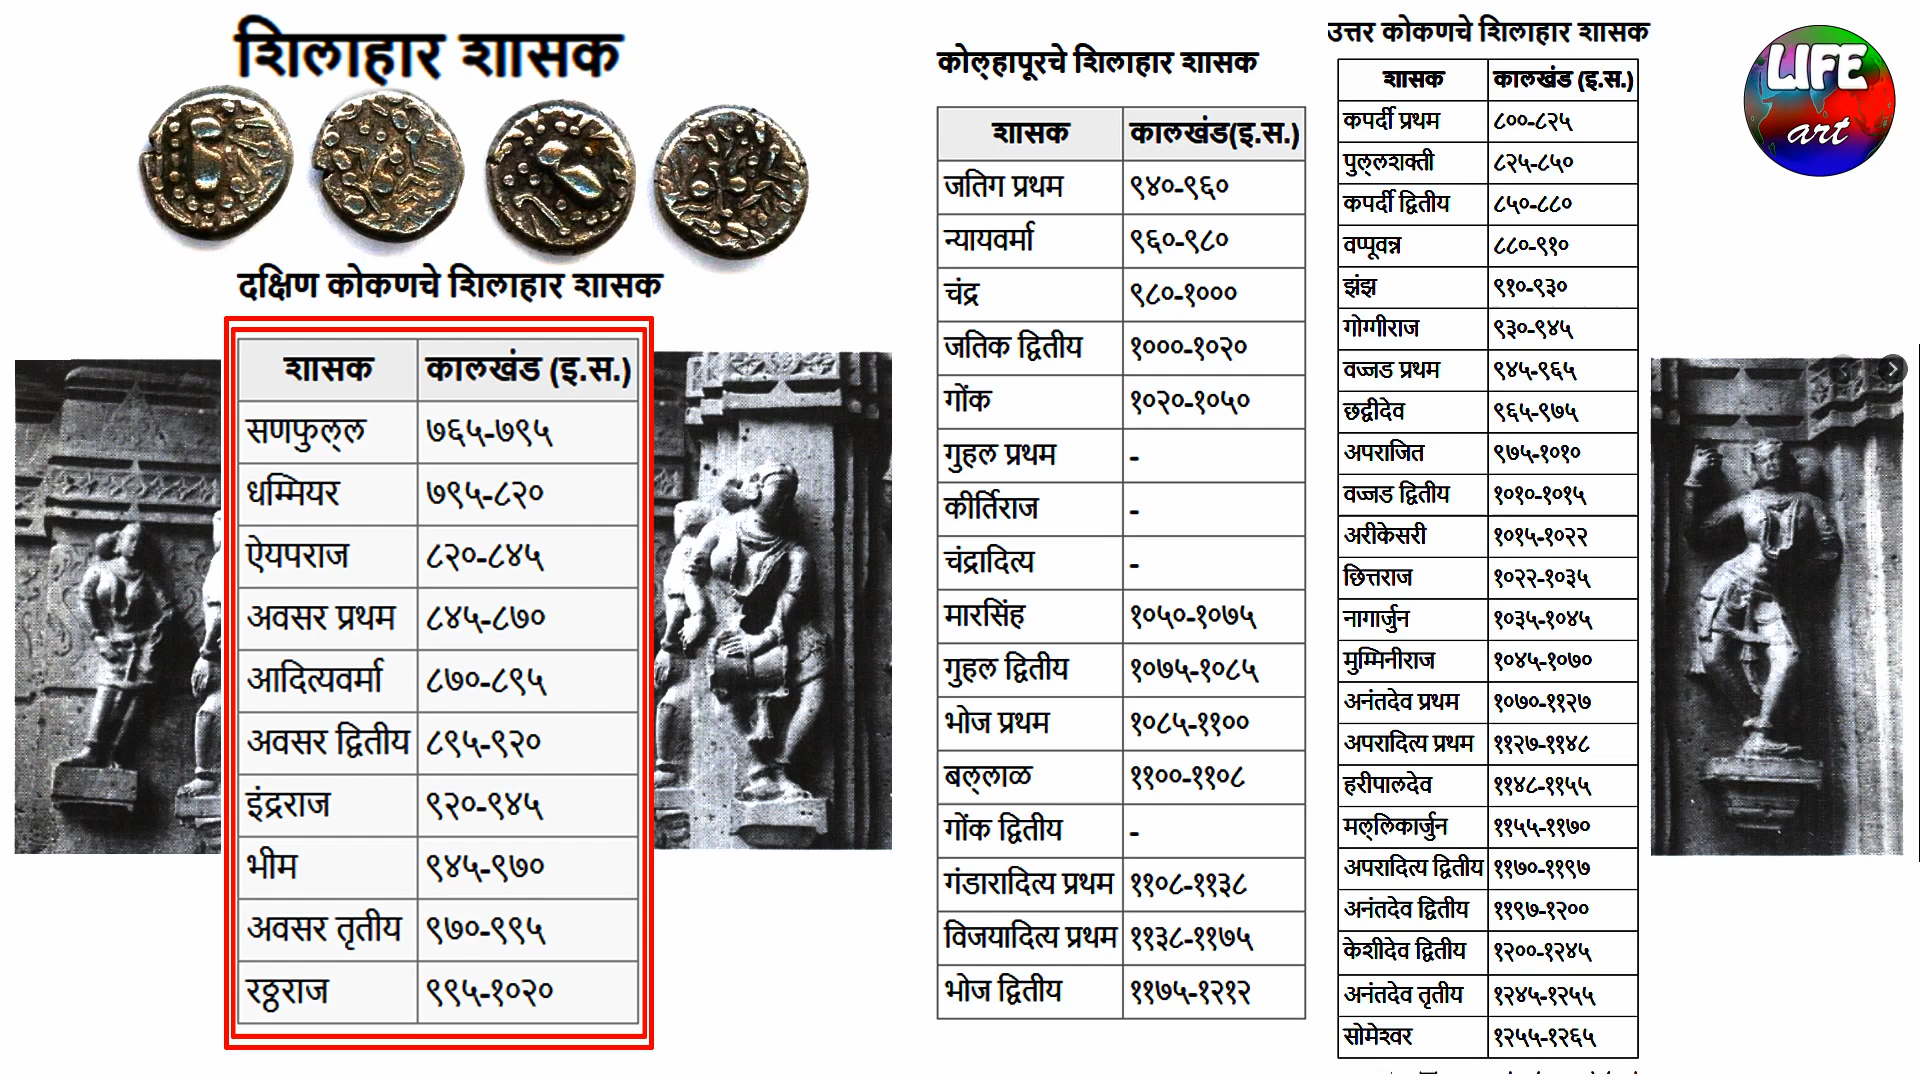 शिलाहार शासक
दक्षिण कोकणचे शिलाहार शासक
शासक कालखंड (इ.स.)
सणफुल्ल ७६५-७९५
धम्मियर ७९५-८२०
ऐयपराज ८२०-८४५
अवसर प्रथम ८४५-८७०
आदित्यवर्मा ८७०-८९५
अवसर द्वितीय ८९५-९२०
इंद्रराज ९२०-९४५
भीम ९४५-९७०
अवसर तृतीय ९७०-९९५
रठ्ठराज ९९५-१०२०
कोल्हापूरचे शिलाहार शासक
शासक कालखंड(इ.स.)
जतिग प्रथम ९४०-९६०
न्यायवर्मा ९६०-९८०
चंद्र ९८०-१०००
जतिक द्वितीय १०००-१०२०
गोंक १०२०-१०५०
गुहल प्रथम -
कीर्तिराज -
चंद्रादित्य -
मारसिंह १०५०-१०७५
गुहल द्वितीय १०७५-१०८५
भोज प्रथम १०८५-११००
बल्लाळ ११००-११०८
गोंक द्वितीय -
गंडारादित्य प्रथम ११०८-११३८
विजयादित्य प्रथम ११३८-११७५
भोज द्वितीय ११७५-१२१२
उत्तर कोकणचे शिलाहार शासक
शासक कालखंड (इ.स.)
कपर्दी प्रथम ८००-८२५
पुल्लशक्ती ८२५-८५०
कपर्दी द्वितीय ८५०-८८०
वप्पूवन्न ८८०-९१०
झंझ ९१०-९३०
गोग्गीराज ९३०-९४५
वज्जड प्रथम ९४५-९६५
छद्वीदेव ९६५-९७५
अपराजित ९७५-१०१०
वज्जड द्वितीय १०१०-१०१५
अरीकेसरी १०१५-१०२२
छित्तराज १०२२-१०३५
नागार्जुन १०३५-१०४५
मुम्मिनीराज १०४५-१०७०
अनंतदेव प्रथम १०७०-११२७
अपरादित्य प्रथम ११२७-११४८
हरीपालदेव ११४८-११५५
मल्लिकार्जुन ११५५-११७०
अपरादित्य द्वितीय ११७०-११९७
अनंतदेव द्वितीय ११९७-१२००
केशीदेव द्वितीय १२००-१२४५
अनंतदेव तृतीय १२४५-१२५५
सोमेश्वर १२५५-१२६५
LIFE
art